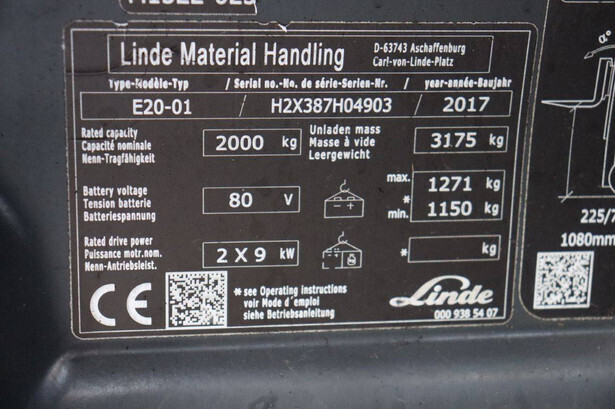 Linde Material Handling
D-63743 Aschaffenburg
Carl-von-Linde-Platz
Type-Modèle-Typ / Serial no.-No. de série-Serien-Nr. / year-année-Baujahr
E20-01 / H2X387H04903 / 2017
Rated capacity
Capacité nominale
Nenn-Tragfähigkeit
2000 kg
Unladen mass
Masse à vide
Leergewicht
3175 kg
Battery voltage
Tension batterie
Batteriespannung
80 V
- +
max. 1271 kg
*
min. 1150 kg
Rated drive power
Puissance motr.nom.
Nenn-Antriebsleist.
2 X 9 kW
* kg
CE
* see Operating instructions
voir Mode d´emploi
siehe Betriebsanleitung
Linde
000 938 54 07
α°
225/7
1080mm